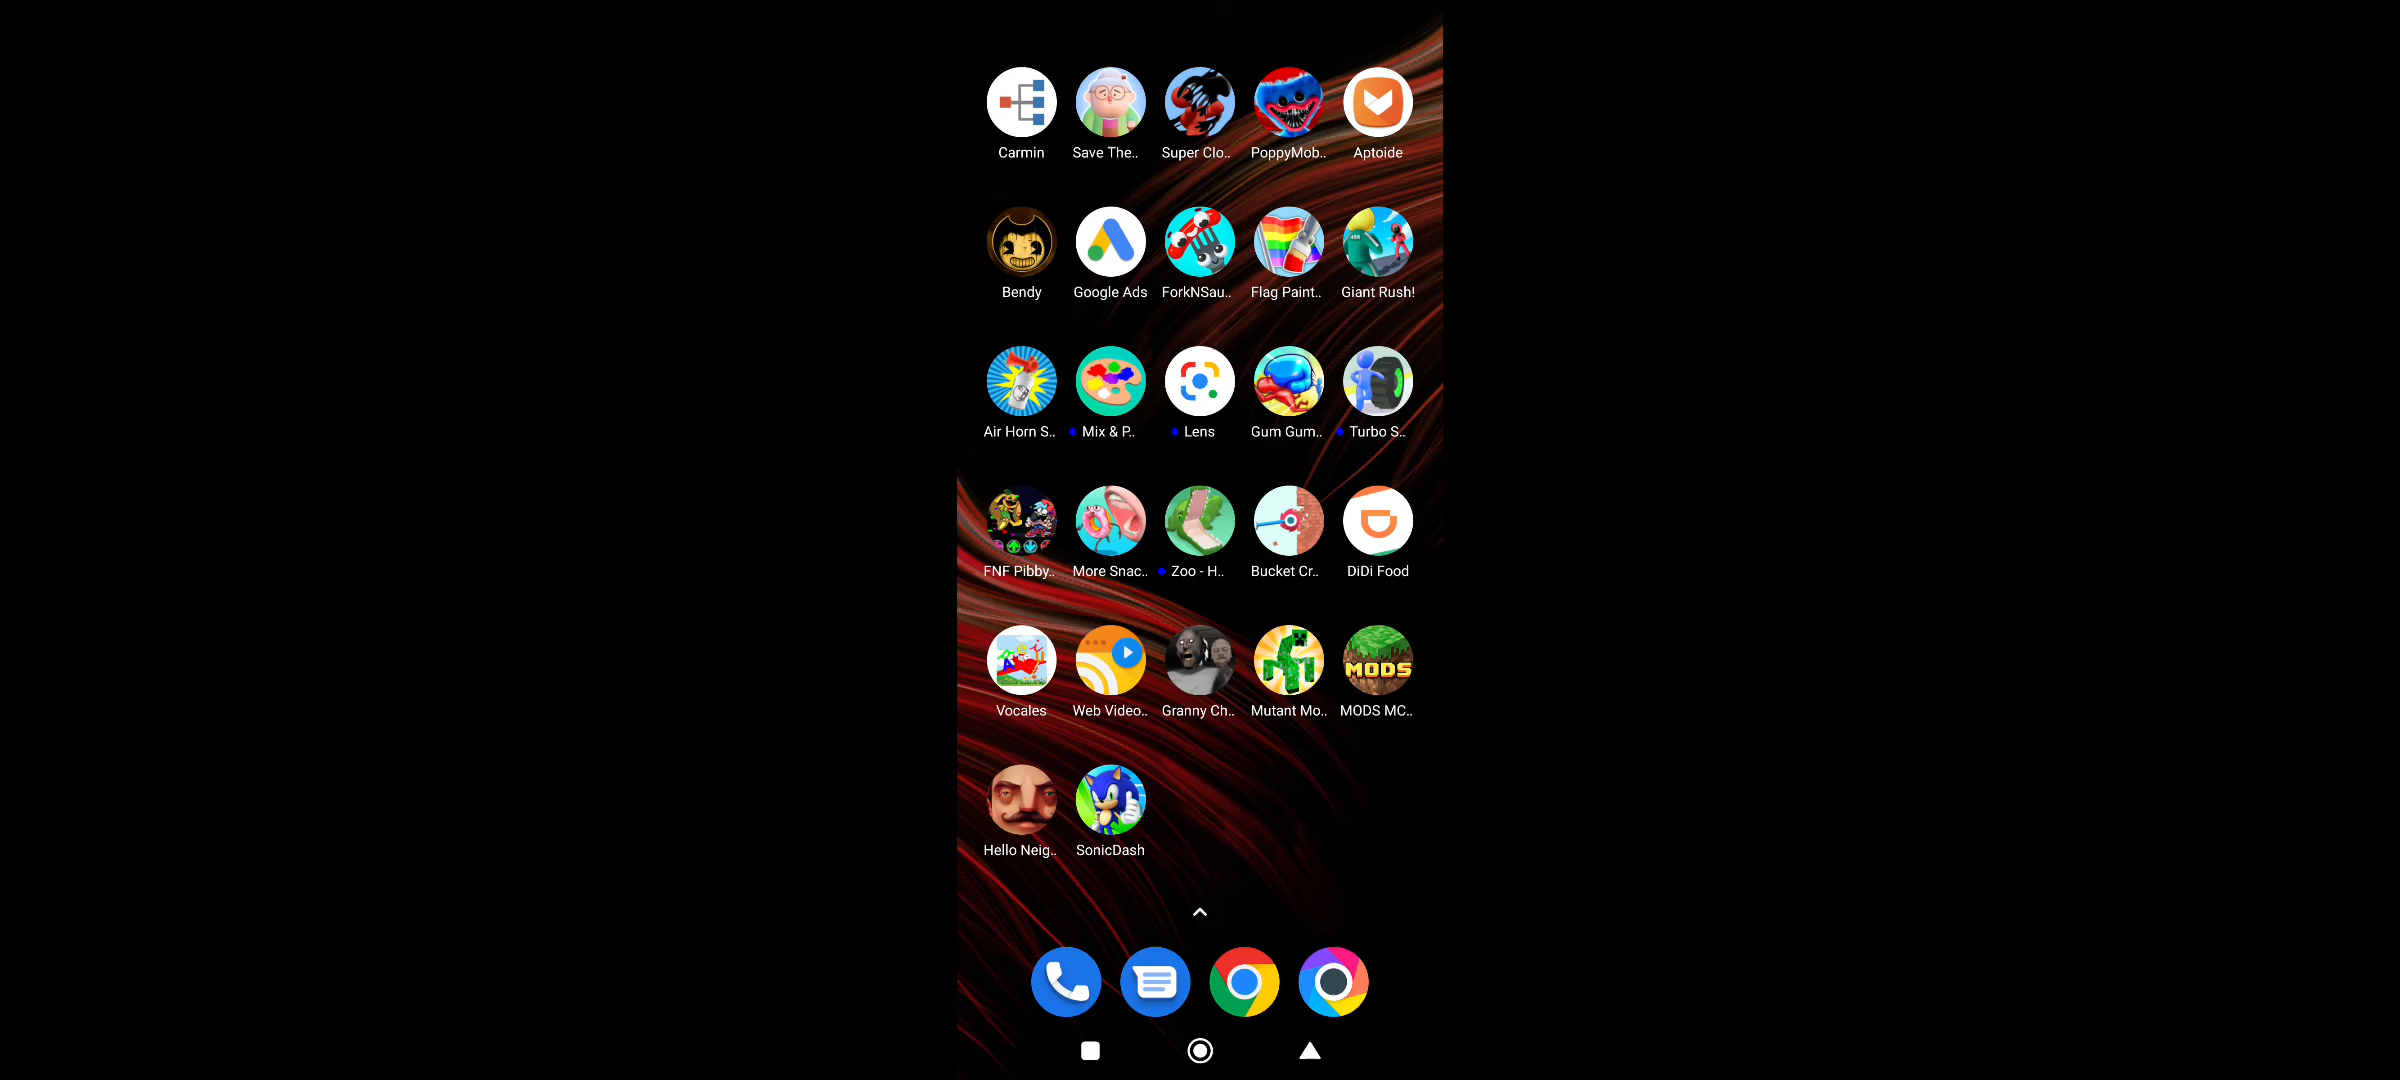 Carmin
Save The..
Super Clo..
PoppyMob..
Aptoide
Bendy
Google Ads
ForkNSau..
Flag Paint..
456
Giant Rush!
Air Horn S..
Mix & P..
Lens
Gum Gum..
Turbo S..
FNF Pibby..
More Snac..
Zoo - H..
Bucket Cr..
DiDi Food
Vocales
Web Video..
Granny Ch..
Mutant Mo..
MODS
MODS MC..
Hello Neig..
SonicDash